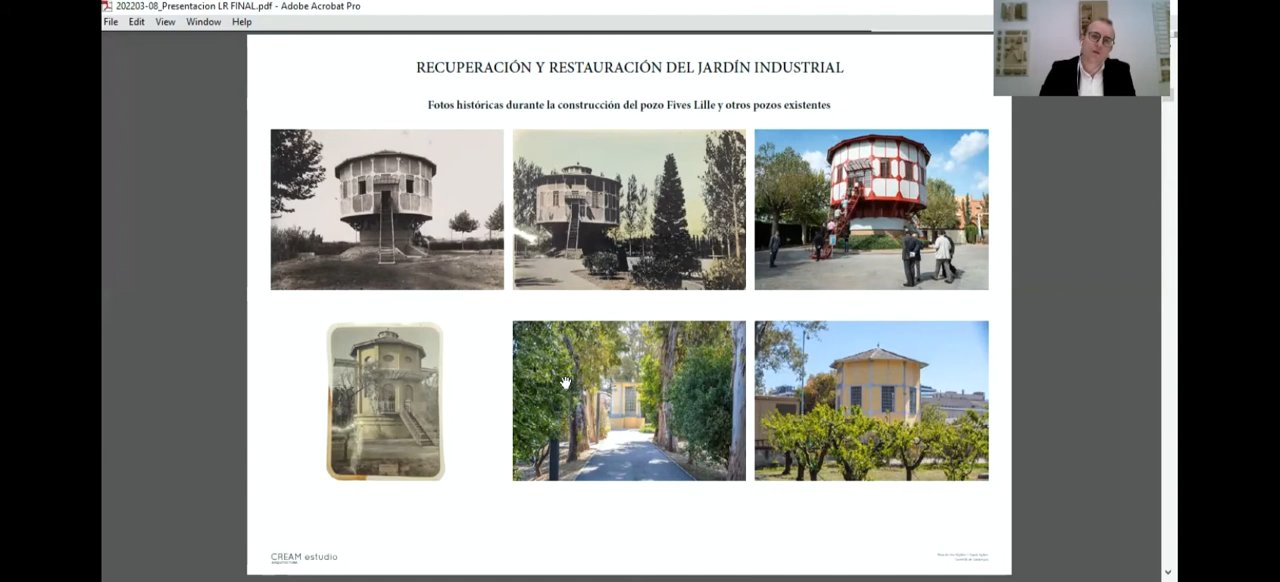 202203-08_Presentacion LR FINAL.pdf - Adobe Acrobat Pro
File Edit View Window Help
RECUPERACIÓN Y RESTAURACIÓN DEL JARDÍN INDUSTRIAL
Fotos históricas durante la construcción del pozo Fives Lille y otros pozos existentes
CREAM estudio